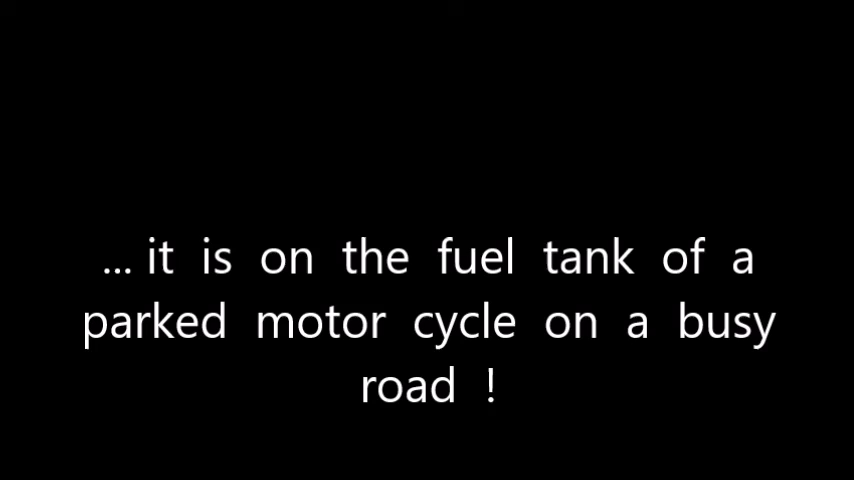 ... it is on the fuel tank of a
parked motor cycle on a busy
road !